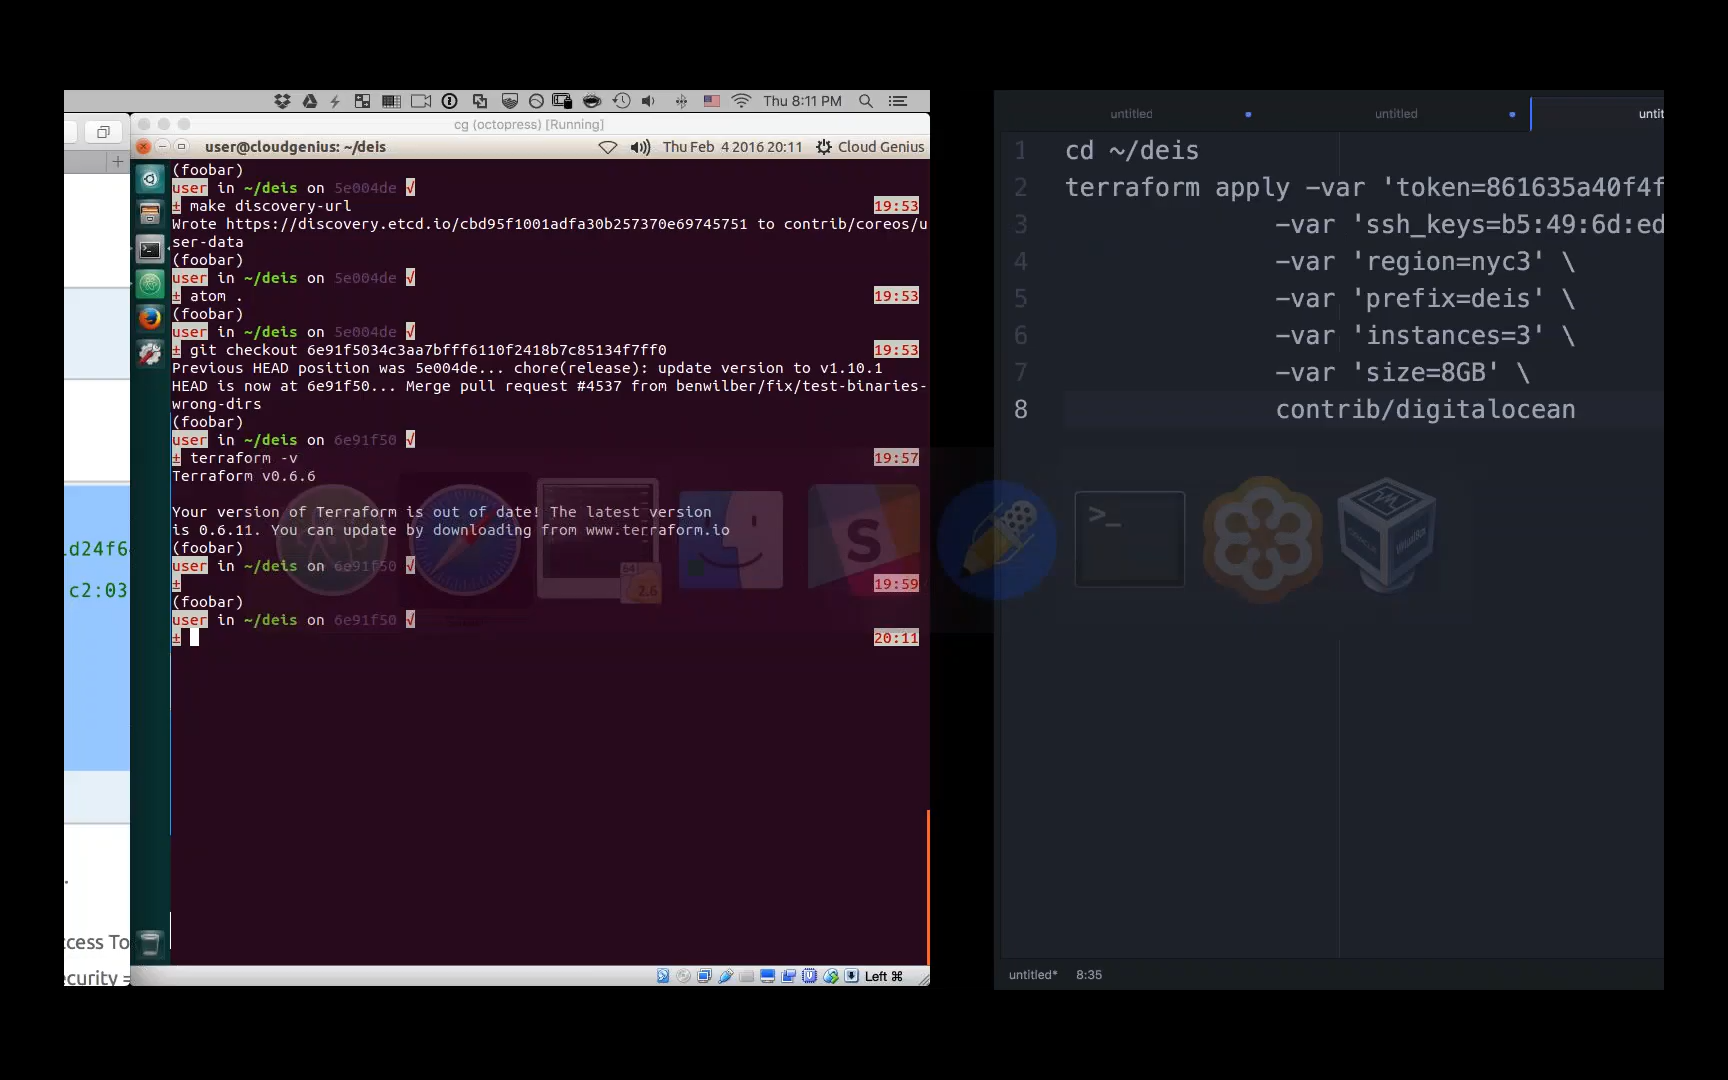 Thu 8:11 PM
cg (octopress) [Running]
user@cloudgenius: ~/deis
Thu Feb 4 2016 20:11
Cloud Genius
(foobar)
user in ~/deis on 5e004de √
± make discovery-url 19:53
Wrote https://discovery.etcd.io/cbd95f1001adfa30b257370e69745751 to contrib/coreos/u
ser-data
(foobar)
user in ~/deis on 5e004de √
± atom . 19:53
(foobar)
user in ~/deis on 5e004de √
± git checkout 6e91f5034c3aa7bfff6110f2418b7c85134f7ff0 19:53
Previous HEAD position was 5e004de... chore(release): update version to v1.10.1
HEAD is now at 6e91f50... Merge pull request #4537 from benwilber/fix/test-binaries-
wrong-dirs
(foobar)
user in ~/deis on 6e91f50 √
± terraform -v 19:57
Terraform v0.6.6
Your version of Terraform is out of date! The latest version
is 0.6.11. You can update by downloading from www.terraform.io
(foobar)
user in ~/deis on 6e91f50 √
± 19:59
(foobar)
user in ~/deis on 6e91f50 √
± 20:11
Left ⌘
c2:03
ccess To
ecurity =
untitled
untitled
untit
1 cd ~/deis
2 terraform apply -var 'token=861635a40f4f
3 -var 'ssh_keys=b5:49:6d:ed
4 -var 'region=nyc3' \
5 -var 'prefix=deis' \
6 -var 'instances=3' \
7 -var 'size=8GB' \
8 contrib/digitalocean
untitled* 8:35
64
2.6
S
>_